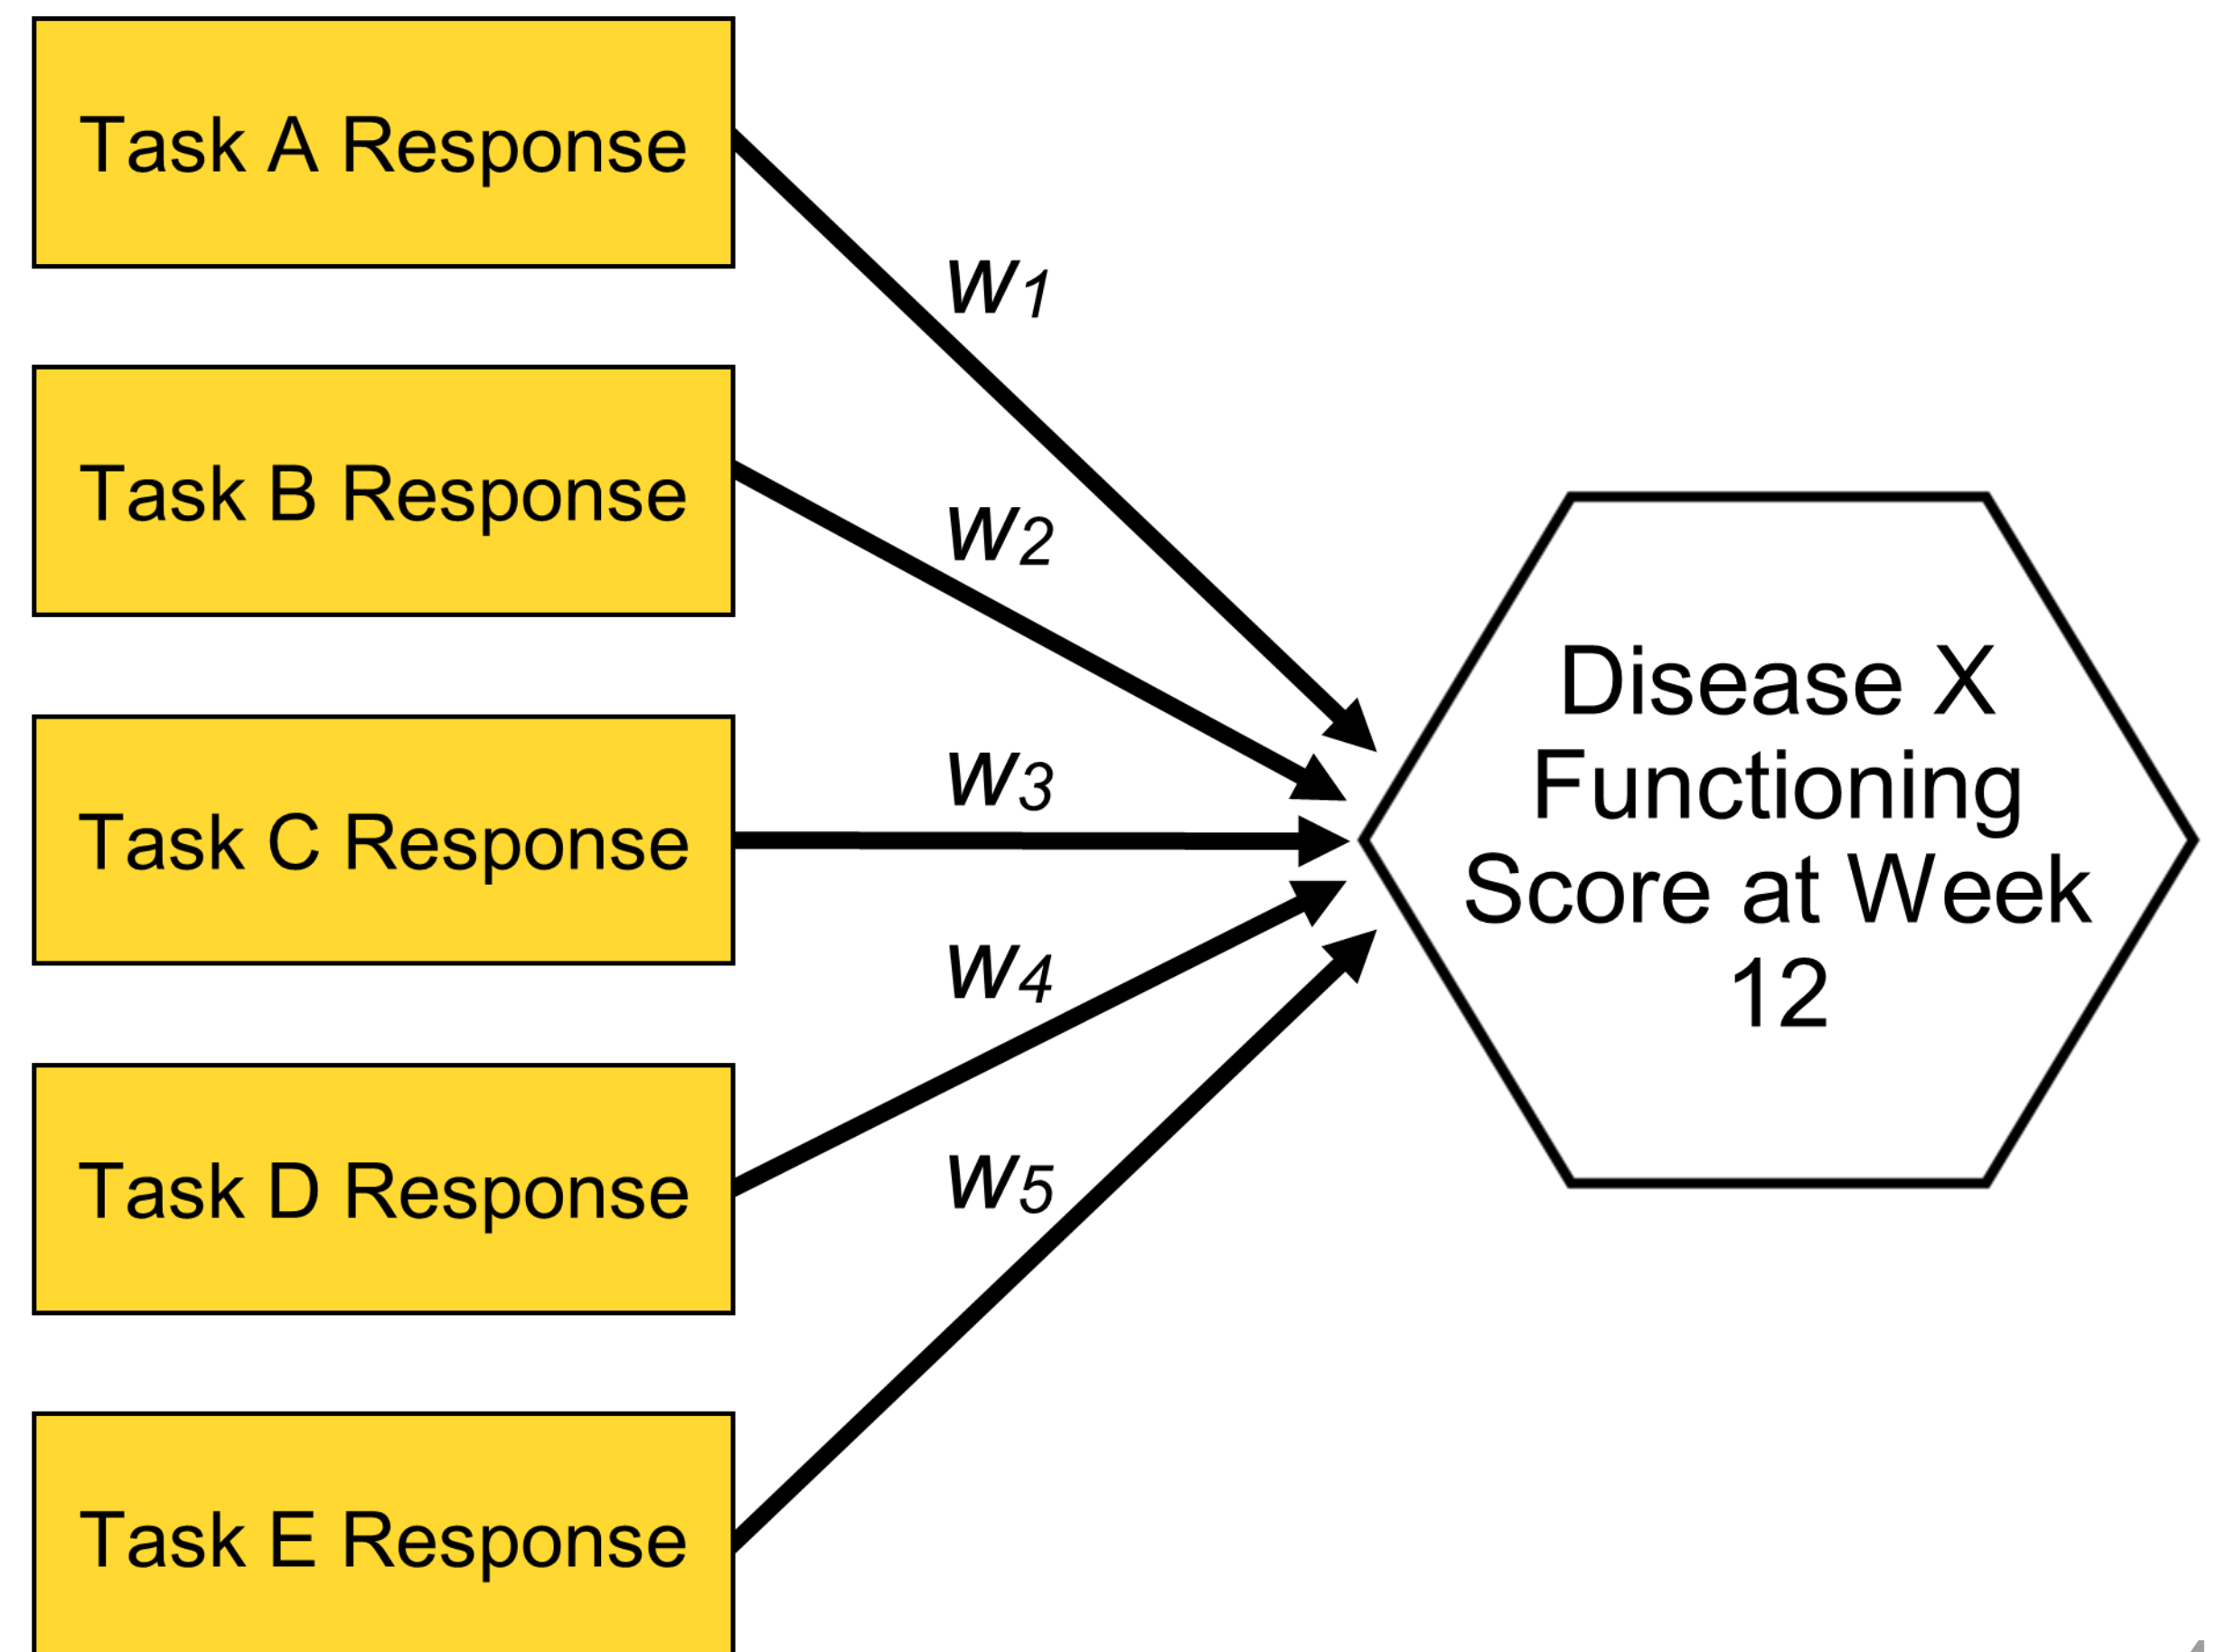 Task A Response
w1
Task B Response
w2
Task C Response
w3
Disease X
Functioning
Score at Week
12
w4
Task D Response
w5
Task E Response